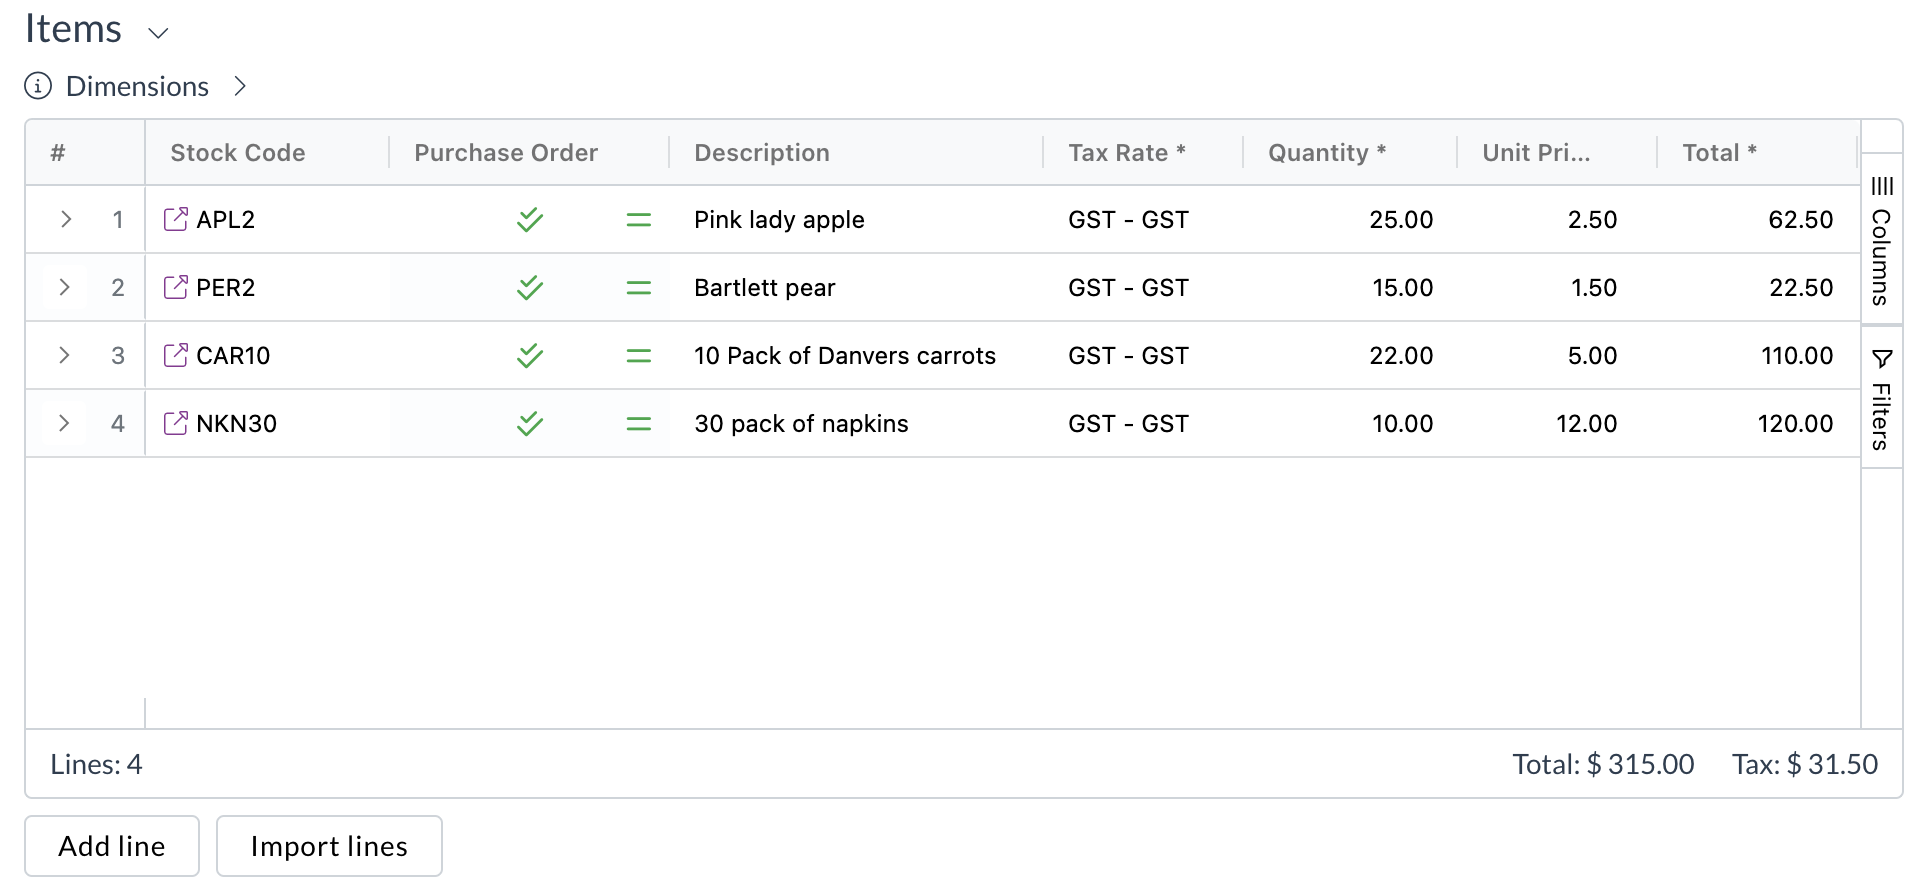 Items
Dimensions
# Stock Code Purchase Order Description Tax Rate * Quantity * Unit Pri... Total *
1 APL2 Pink lady apple GST - GST 25.00 2.50 62.50
2 PER2 Bartlett pear GST - GST 15.00 1.50 22.50
3 CAR10 10 Pack of Danvers carrots GST - GST 22.00 5.00 110.00
4 NKN30 30 pack of napkins GST - GST 10.00 12.00 120.00
Columns
Filters
Lines: 4 Total: $ 315.00 Tax: $ 31.50
Add line Import lines